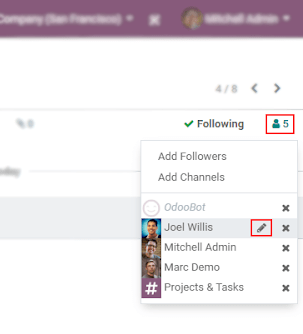 Company (San Francisco)
Mitchell Admin
4 / 8
0
Following
5
Add Followers
Add Channels
OdooBot
Joel Willis
Mitchell Admin
Marc Demo
# Projects & Tasks